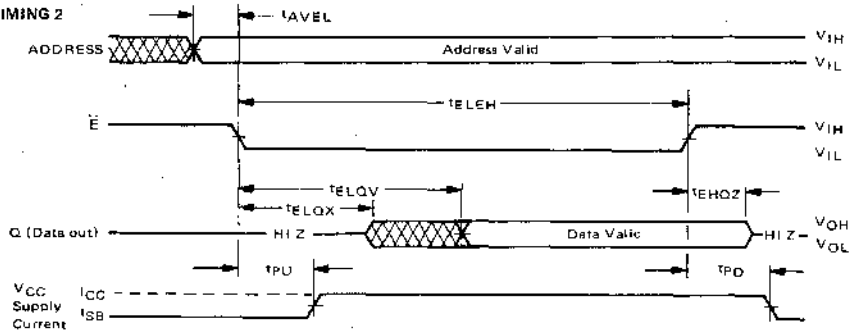 IMING 2
tAVEL
ADDRESS
Address Valid
VIH
VIL
tELEH
E
VIH
VIL
tELQV
tELQX
tEHQZ
Q (Data out)
HI Z
Data Valid
HI Z
VOH
VOL
tPU
tPD
VCC
Supply
Current
ICC
ISB